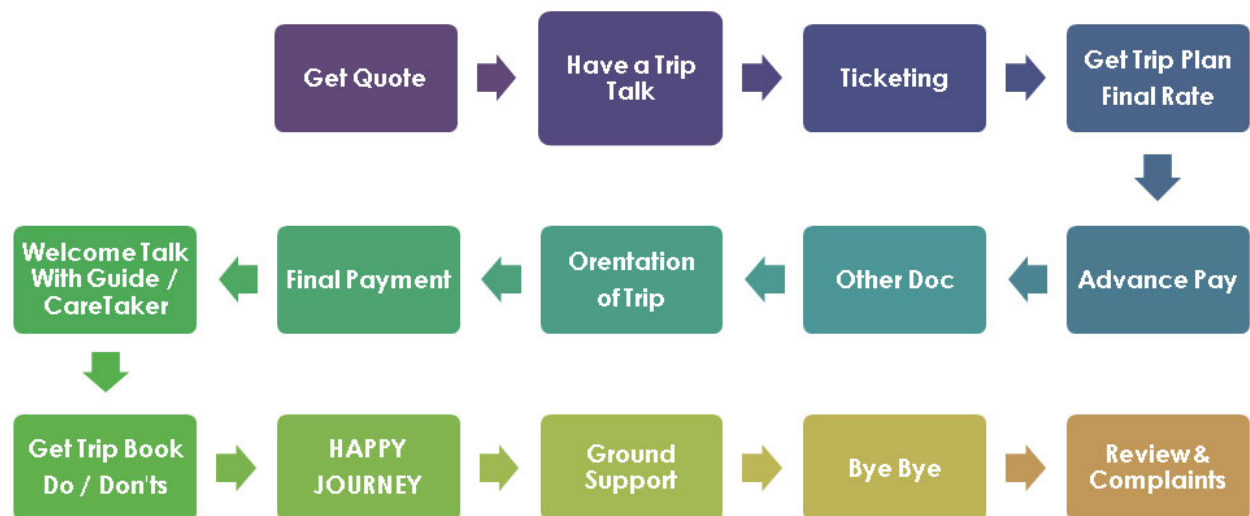 Get Quote
Have a Trip
Talk
Ticketing
Get Trip Plan
Final Rate
Advance Pay
Other Doc
Orentation
of Trip
Final Payment
Welcome Talk
With Guide /
CareTaker
Get Trip Book
Do / Don'ts
HAPPY
JOURNEY
Ground
Support
Bye Bye
Review &
Complaints